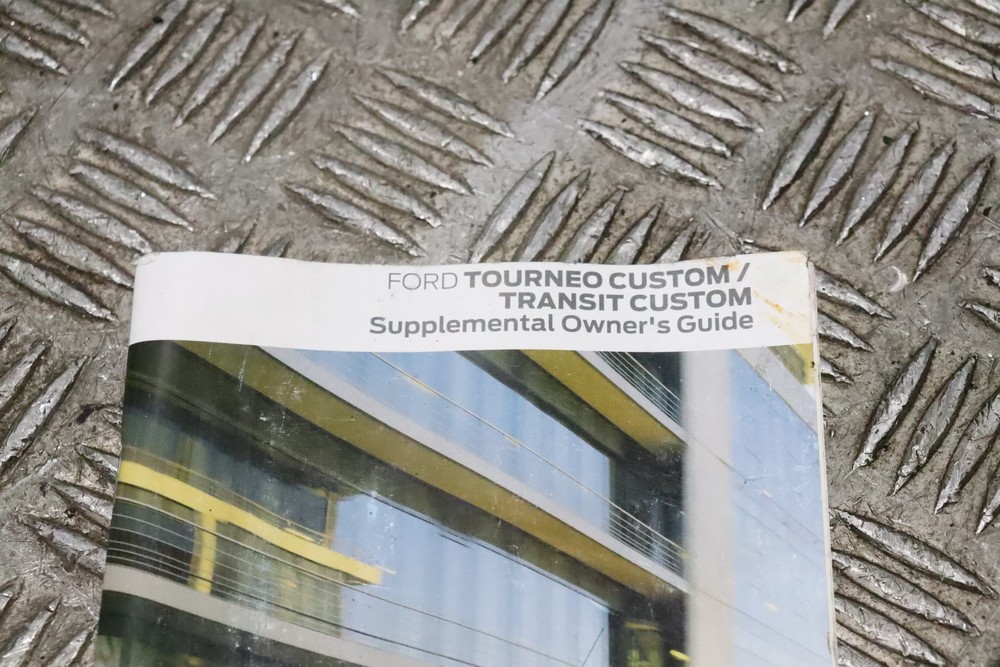 FORD TOURNEO CUSTOM /
TRANSIT CUSTOM
Supplemental Owner's Guide